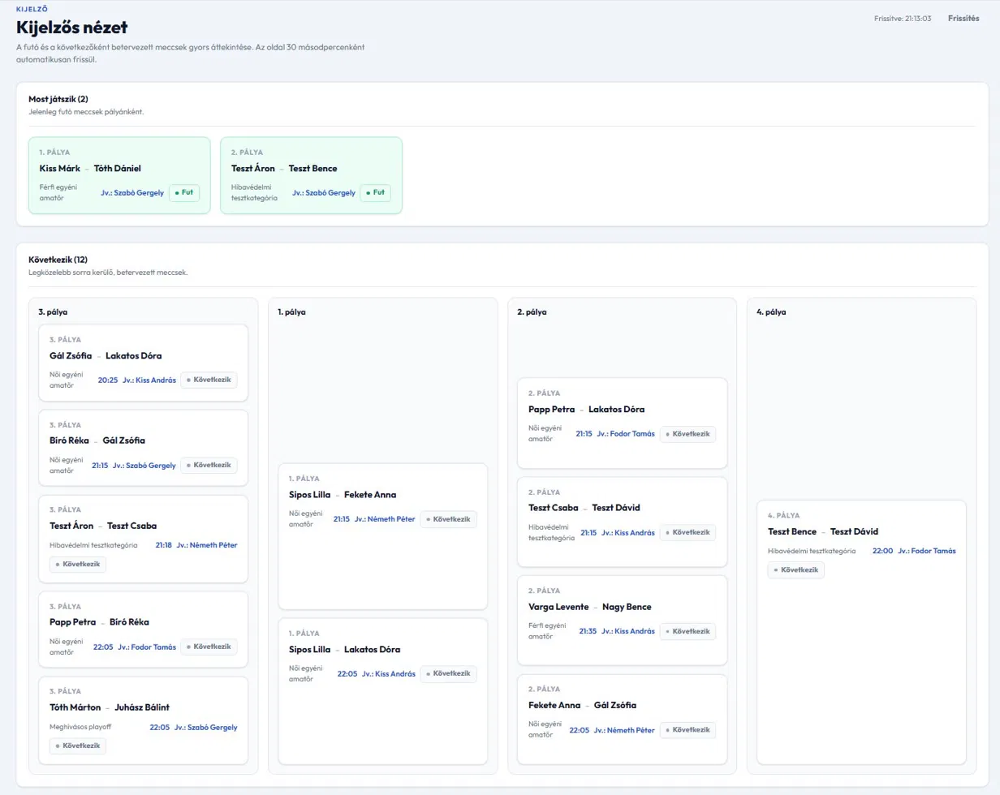 KIJELZŐ
Kijelzős nézet
Frissítve: 21:13:03 Frissítés
A futó és a következőként betervezett meccsek gyors áttekintése. Az oldal 30 másodpercenként
automatikusan frissül.
Most játszik (2)
Jelenleg futó meccsek pályánként.
1. PÁLYA
Kiss Márk – Tóth Dániel
Férfi egyéni
amatőr
Jv.: Szabó Gergely
Fut
2. PÁLYA
Teszt Áron – Teszt Bence
Hibavédelmi
tesztkategória
Jv.: Szabó Gergely
Fut
Következik (12)
Legközelebb sorra kerülő, betervezett meccsek.
3. pálya
3. PÁLYA
Gál Zsófia – Lakatos Dóra
Női egyéni
amatőr
20:25 Jv.: Kiss András
Következik
3. PÁLYA
Bíró Réka – Gál Zsófia
Női egyéni
amatőr
21:15 Jv.: Szabó Gergely
Következik
3. PÁLYA
Teszt Áron – Teszt Csaba
Hibavédelmi tesztkategória 21:18 Jv.: Németh Péter
Következik
3. PÁLYA
Papp Petra – Bíró Réka
Női egyéni
amatőr
22:05 Jv.: Fodor Tamás
Következik
3. PÁLYA
Tóth Márton – Juhász Bálint
Meghívásos playoff 22:05 Jv.: Szabó Gergely
Következik
1. pálya
1. PÁLYA
Sipos Lilla – Fekete Anna
Női egyéni
amatőr
21:15 Jv.: Németh Péter
Következik
1. PÁLYA
Sipos Lilla – Lakatos Dóra
Női egyéni
amatőr
22:05 Jv.: Kiss András
Következik
2. pálya
2. PÁLYA
Papp Petra – Lakatos Dóra
Női egyéni
amatőr
21:15 Jv.: Fodor Tamás
Következik
2. PÁLYA
Teszt Csaba – Teszt Dávid
Hibavédelmi
tesztkategória
21:15 Jv.: Kiss András
Következik
2. PÁLYA
Varga Levente – Nagy Bence
Férfi egyéni
amatőr
21:35 Jv.: Kiss András
Következik
2. PÁLYA
Fekete Anna – Gál Zsófia
Női egyéni
amatőr
22:05 Jv.: Németh Péter
Következik
4. pálya
4. PÁLYA
Teszt Bence – Teszt Dávid
Hibavédelmi tesztkategória 22:00 Jv.: Fodor Tamás
Következik